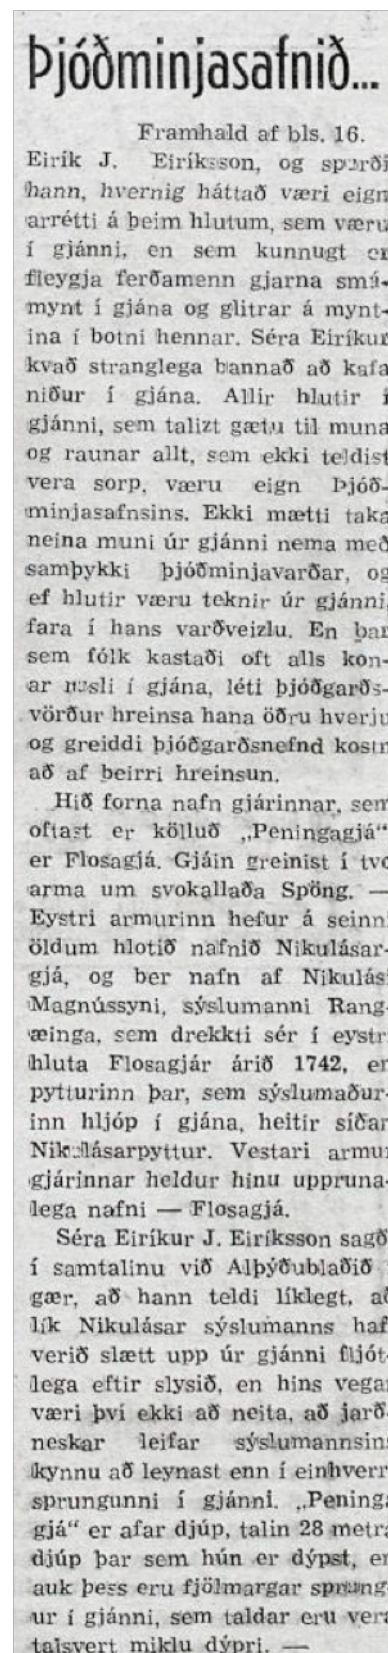 Þjóðminjasafnið...
Framhald af bls. 16.
Eirík J. Eiríksson, og spurði
hann, hvernig háttað væri eign
arrétti á þeim hlutum, sem væru
í gjánni, en sem kunnugt er
fleygja ferðamenn gjarna smá-
mynt í gjána og glitrar á mynt-
ina í botni hennar. Séra Eiríkur
kvað stranglega bannað að kafa
niður í gjána. Allir hlutir í
gjánni, sem talizt gætu til muna
og raunar allt, sem ekki teldist
vera sorp, væru eign Þjóð-
minjasafnsins. Ekki mætti taka
neina muni úr gjánni nema með
samþykki þjóðminjavarðar, og
ef hlutir væru teknir úr gjánni,
fara í hans varðveizlu. En þar
sem fólk kastaði oft alls kon-
ar rusli í gjána, léti þjóðgarðs-
vörður hreinsa hana öðru hverju
og greiddi þjóðgarðsnefnd kostn
að af þeirri hreinsun.
Hið forna nafn gjárinnar, sem
oftast er kölluð „Peningagjá“
er Flosagjá. Gjáin greinist í tvo
arma um svokallaða Spöng. —
Eystri armurinn hefur á seinni
öldum hlotið nafnið Nikulásar-
gjá, og ber nafn af Nikulási
Magnússyni, sýslumanni Rang-
æinga, sem drekkti sér í eystri
hluta Flosagjár árið 1742, en
pytturinn þar, sem sýslumaður-
inn hljóp í gjána, heitir síðan
Nikulásarpyttur. Vestari armur
gjárinnar heldur hinu uppruna-
lega nafni — Flosagjá.
Séra Eiríkur J. Eiríksson sagði
í samtalinu við Alþýðublaðið í
gær, að hann teldi líklegt, að
lík Nikulásar sýslumanns hafi
verið slætt upp úr gjánni fljót-
lega eftir slysið, en hins vegar
væri því ekki að neita, að jarð-
neskar leifar sýslumannsins
kynnu að leynast enn í einhverri
sprungunni í gjánni. „Peninga
gjá“ er afar djúp, talin 28 metra
djúp þar sem hún er dýpst, en
auk þess eru fjölmargar sprung-
ur í gjánni, sem taldar eru vera
talsvert miklu dýpri. —